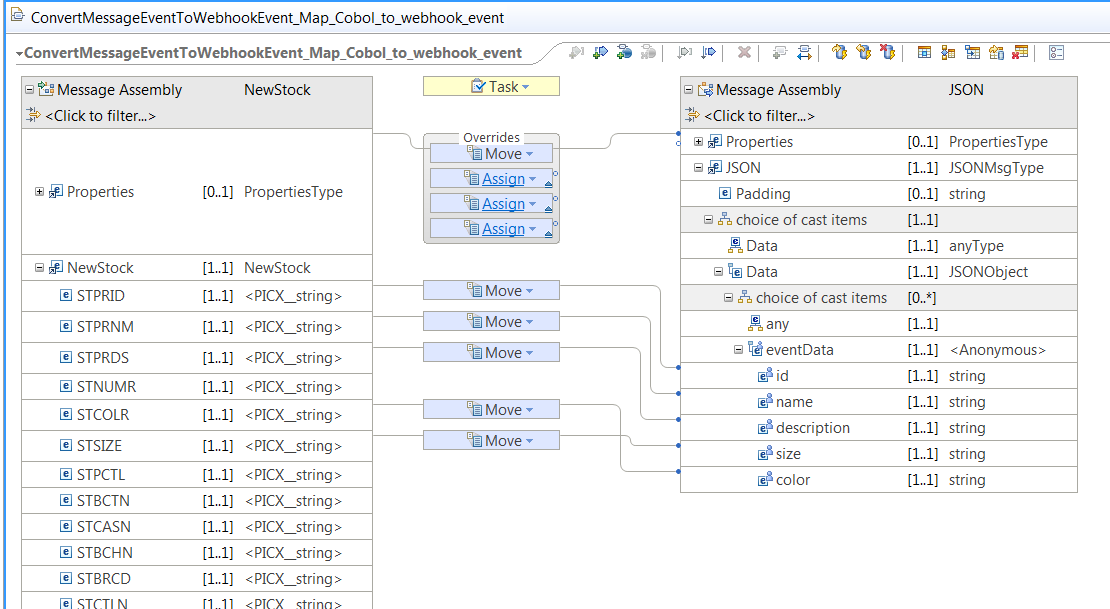 ConvertMessageEventToWebhookEvent_Map_Cobol_to_webhook_event
ConvertMessageEventToWebhookEvent_Map_Cobol_to_webhook_event
Message Assembly NewStock
<Click to filter...>
Properties [0..1] PropertiesType
NewStock [1..1] NewStock
STPRID [1..1] <PICX__string>
STPRNM [1..1] <PICX__string>
STPRDS [1..1] <PICX__string>
STNUMR [1..1] <PICX__string>
STCOLR [1..1] <PICX__string>
STSIZE [1..1] <PICX__string>
STPCTL [1..1] <PICX__string>
STBCTN [1..1] <PICX__string>
STCASN [1..1] <PICX__string>
STBCHN [1..1] <PICX__string>
STBRCD [1..1] <PICX__string>
STCTLN [1..1] <PICX__string>
Task
Overrides
Move
Assign
Assign
Assign
Move
Move
Move
Move
Move
Message Assembly JSON
<Click to filter...>
Properties [0..1] PropertiesType
JSON [1..1] JSONMsgType
Padding [0..1] string
choice of cast items [1..1]
Data [1..1] anyType
Data [1..1] JSONObject
choice of cast items [0..*]
any [1..1]
eventData [1..1] <Anonymous>
id [1..1] string
name [1..1] string
description [1..1] string
size [1..1] string
color [1..1] string